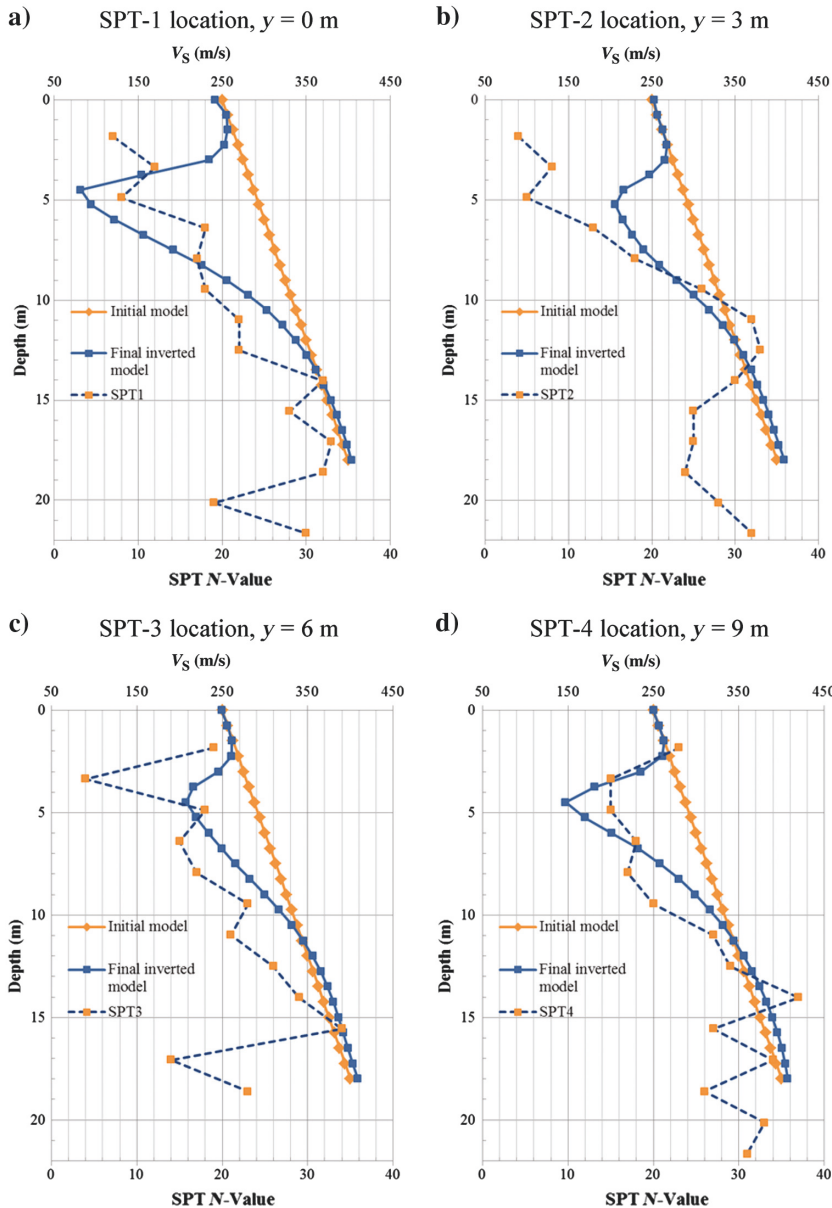 a) SPT-1 location, y = 0 m
VS (m/s)
50 150 250 350 450
0
5
10
15
20
Depth (m)
Initial model
Final inverted
model
SPT1
0 10 20 30 40
SPT N-Value
b) SPT-2 location, y = 3 m
VS (m/s)
50 150 250 350 450
0
5
10
15
20
Depth (m)
Initial model
Final inverted
model
SPT2
0 10 20 30 40
SPT N-Value
c) SPT-3 location, y = 6 m
VS (m/s)
50 150 250 350 450
0
5
10
15
20
Depth (m)
Initial model
Final inverted
model
SPT3
0 10 20 30 40
SPT N-Value
d) SPT-4 location, y = 9 m
VS (m/s)
50 150 250 350 450
0
5
10
15
20
Depth (m)
Initial model
Final inverted
model
SPT4
0 10 20 30 40
SPT N-Value